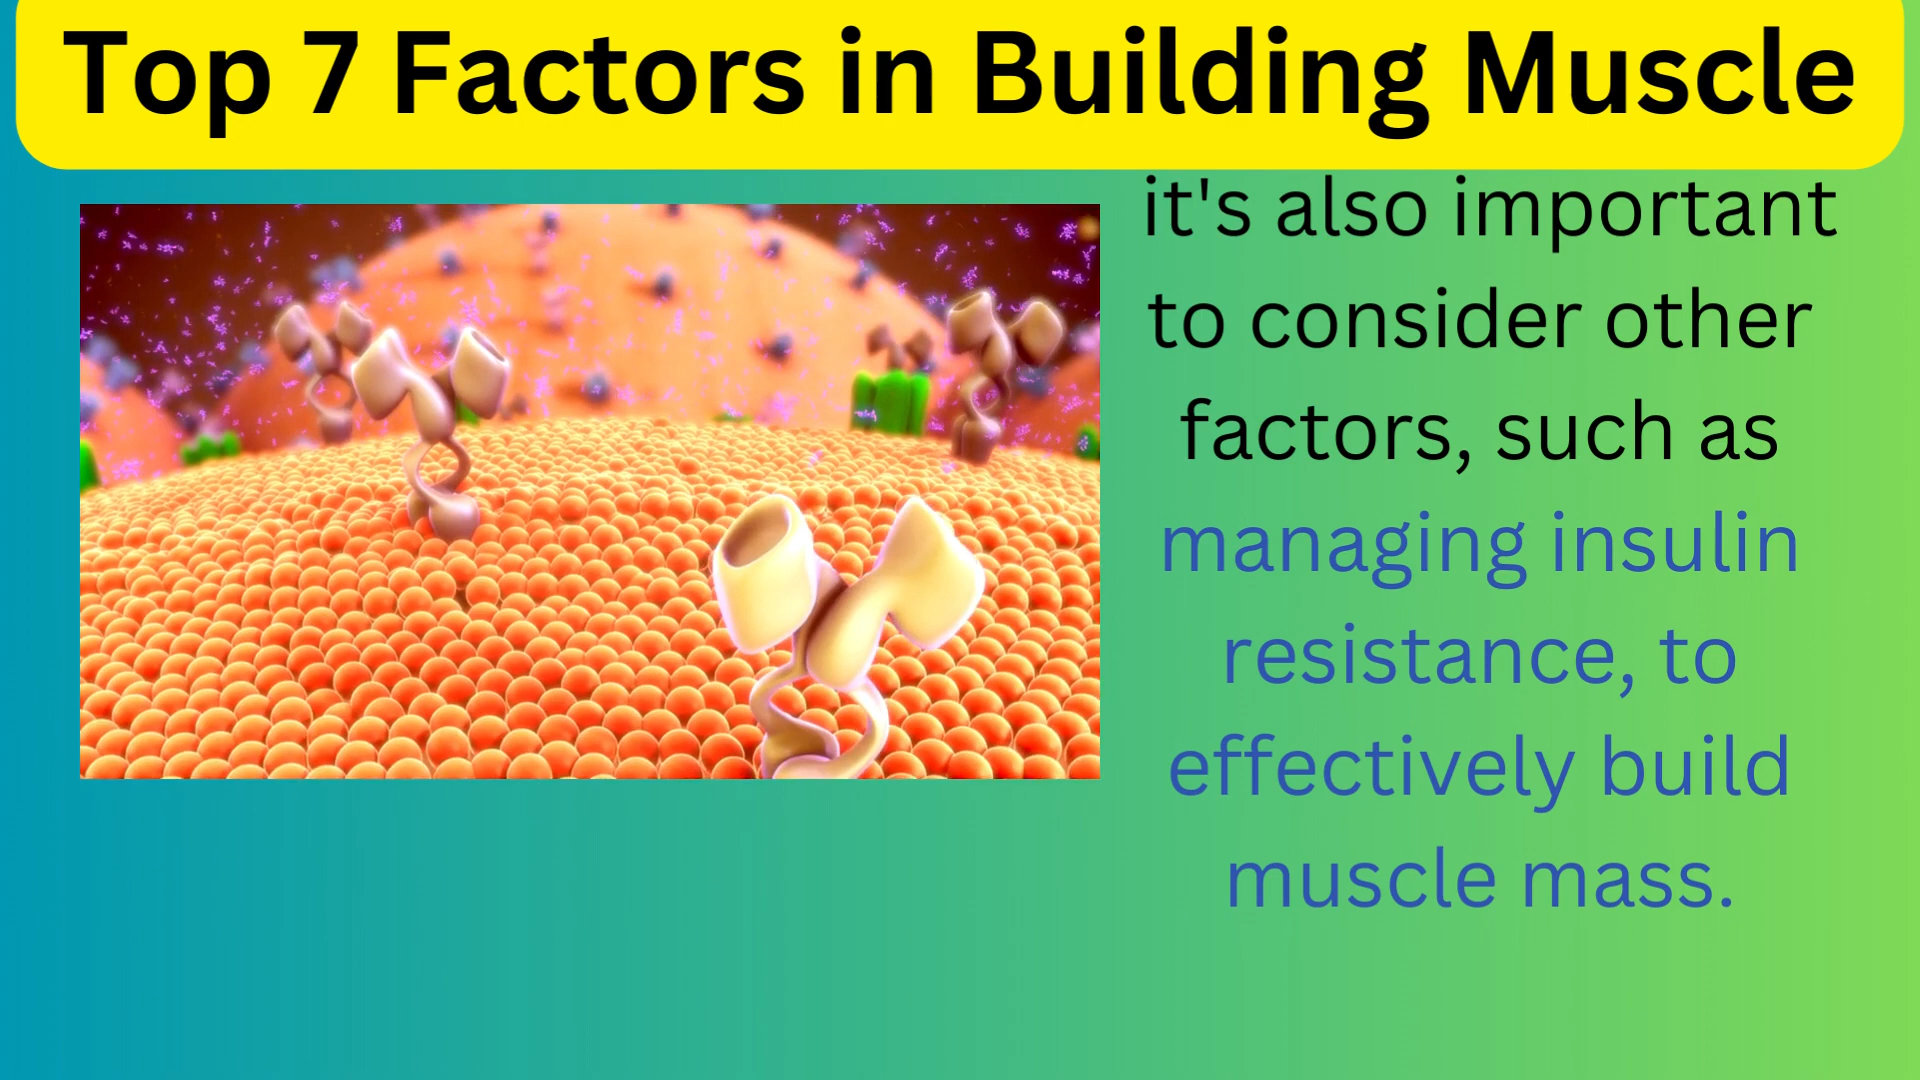 Top 7 Factors in Building Muscle
it's also important
to consider other
factors, such as
managing insulin
resistance, to
effectively build
muscle mass.